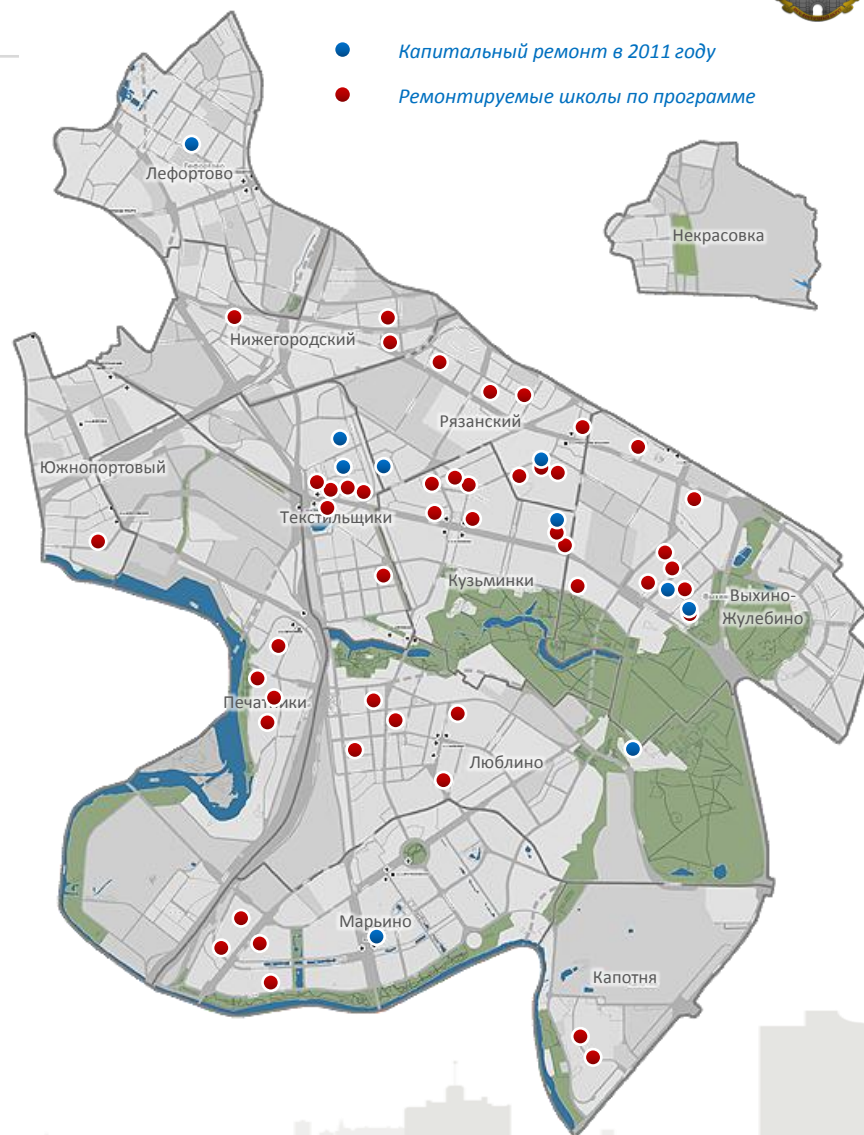 Капитальный ремонт в 2011 году
Ремонтируемые школы по программе
Лефортово
Некрасовка
Нижегородский
Рязанский
Южнопортовый
Текстильщики
Кузьминки
Выхино-
Жулебино
Печатники
Люблино
Марьино
Капотня